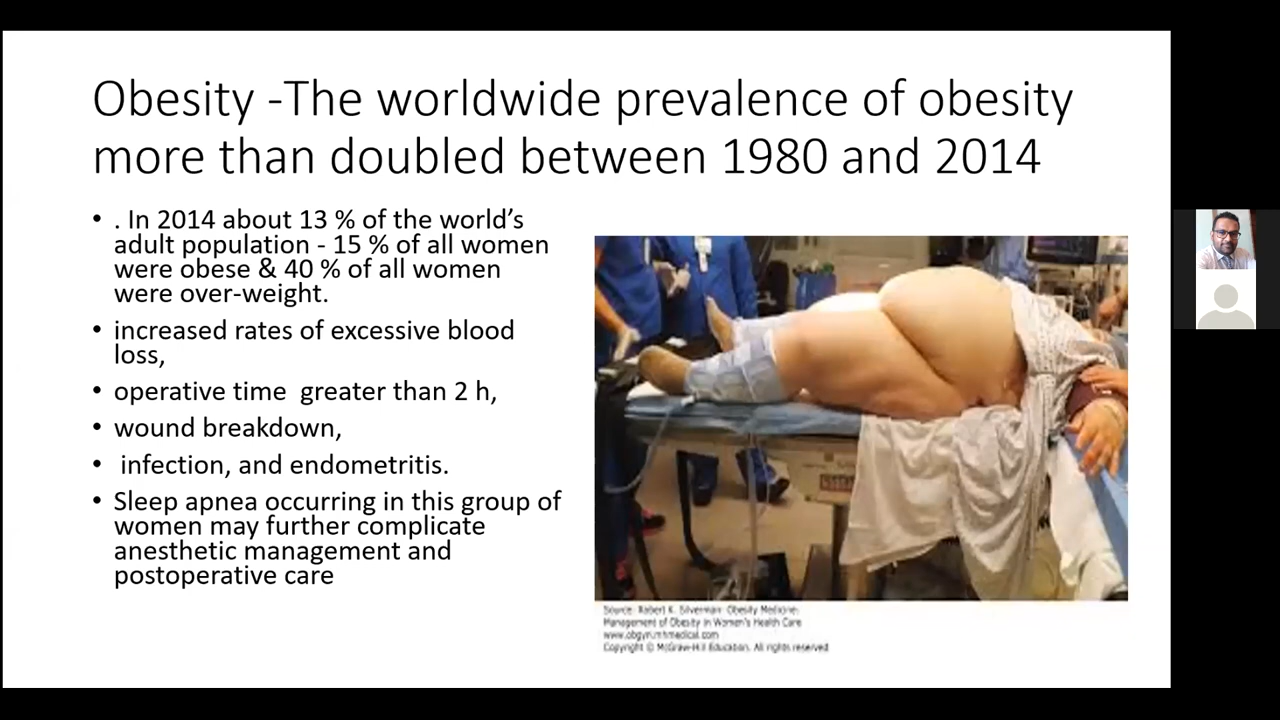 Obesity -The worldwide prevalence of obesity
more than doubled between 1980 and 2014
• . In 2014 about 13 % of the world's
adult population - 15 % of all women
were obese & 40 % of all women
were over-weight.
• increased rates of excessive blood
loss,
• operative time  greater than 2 h,
• wound breakdown,
•  infection, and endometritis.
• Sleep apnea occurring in this group of
women may further complicate
anesthetic management and
postoperative care
Source: Robert K. Silverman: Obesity Medicine:
Management of Obesity in Women's Health Care
www.obgyn.mhmedical.com
Copyright © McGraw-Hill Education. All rights reserved